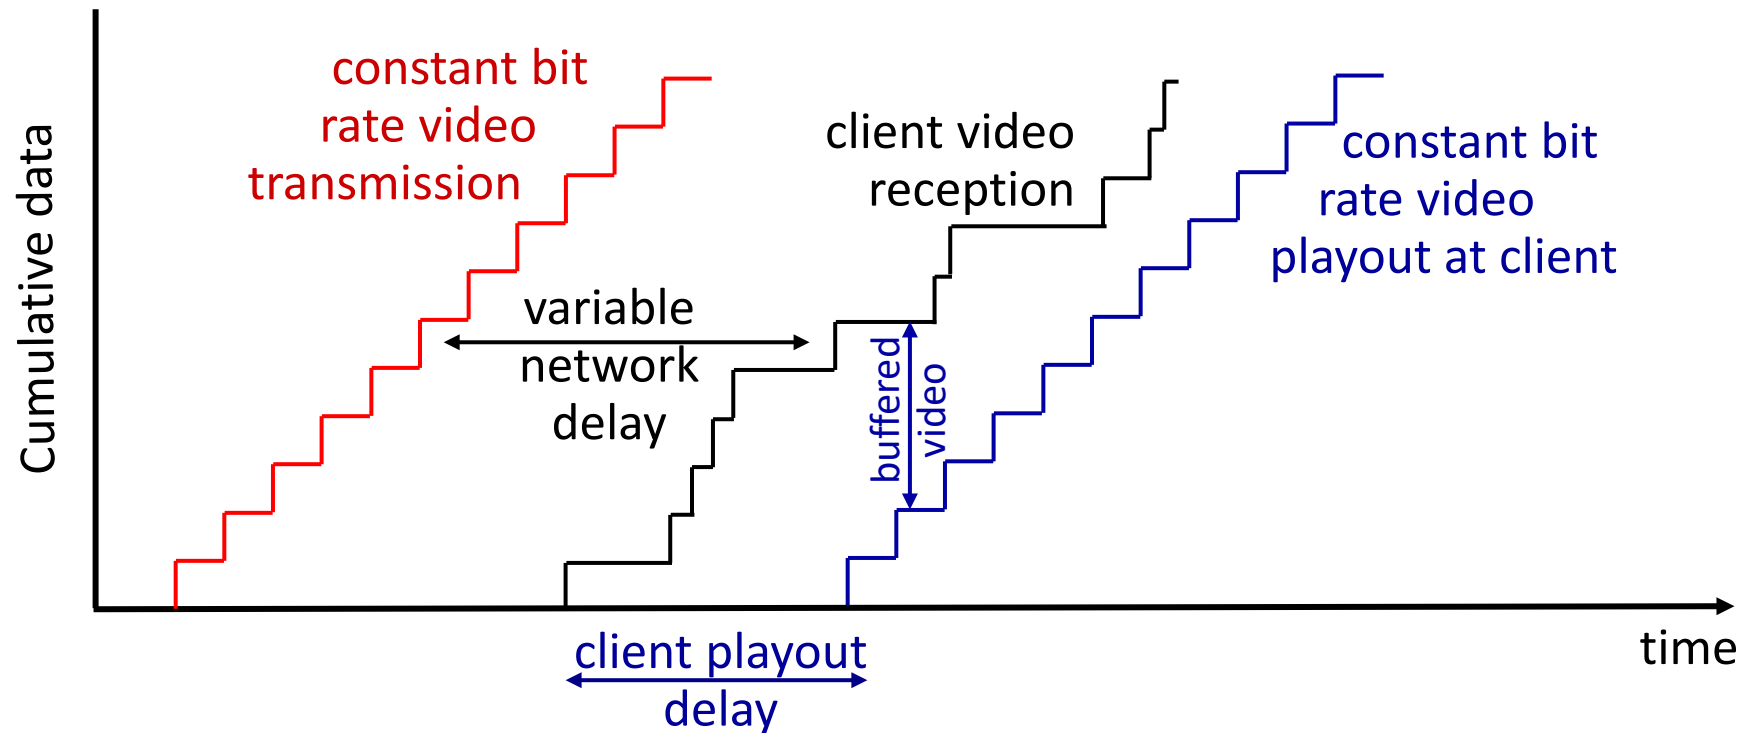 constant bit
rate video
transmission
client video
reception
constant bit
rate video
playout at client
Cumulative data
variable
network
delay
buffered
video
client playout
delay
time